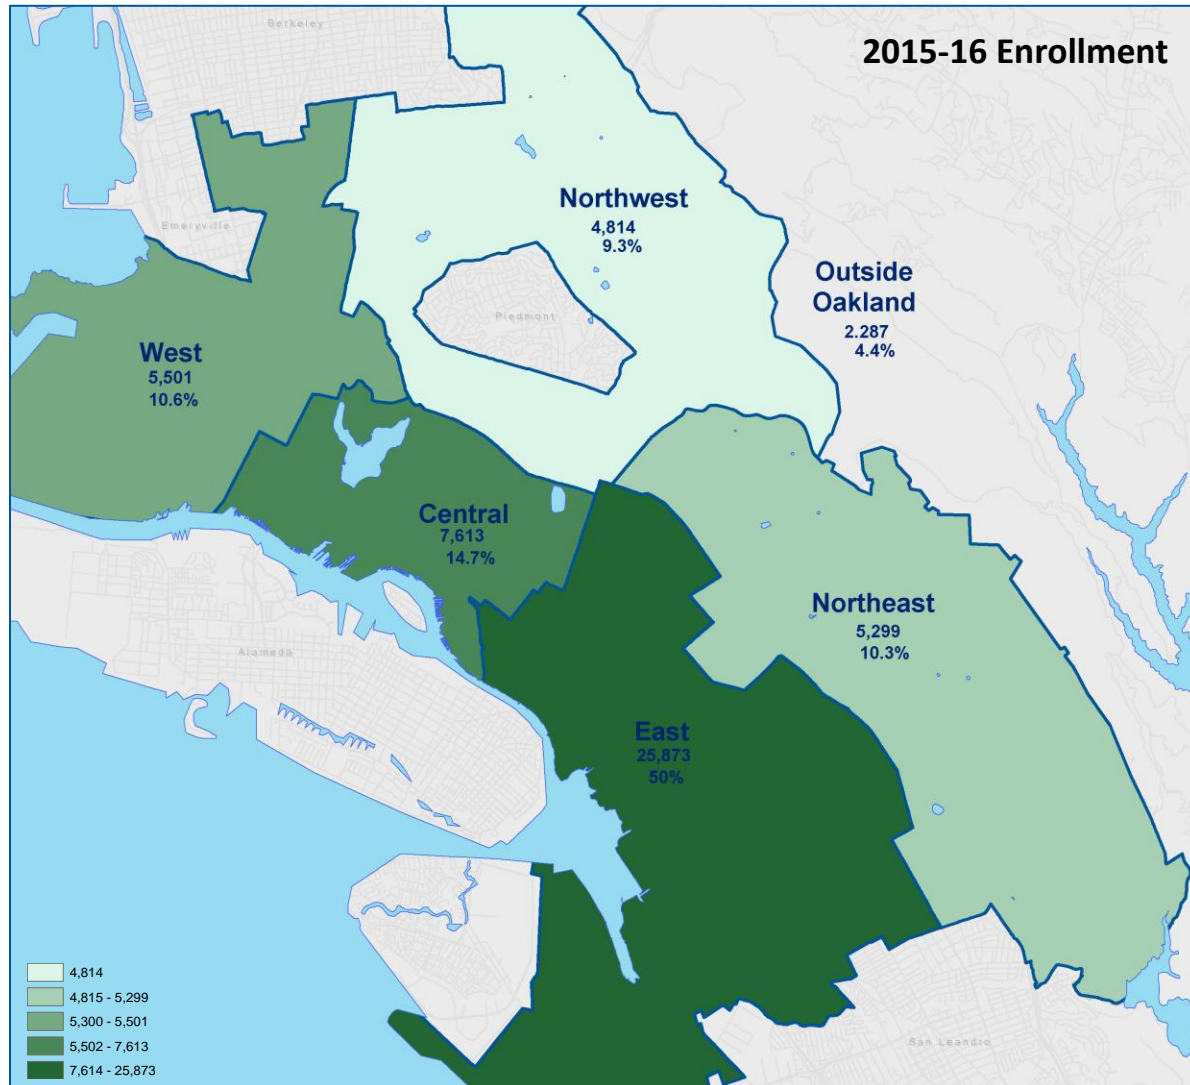 2015-16 Enrollment
Berkeley
Northwest
4,814
9.3%
Emeryville
Outside
Oakland
2.287
4.4%
Piedmont
West
5,501
10.6%
Central
7,613
14.7%
Northeast
5,299
10.3%
Alameda
East
25,873
50%
San Leandro
4,814
4,815 - 5,299
5,300 - 5,501
5,502 - 7,613
7,614 - 25,873